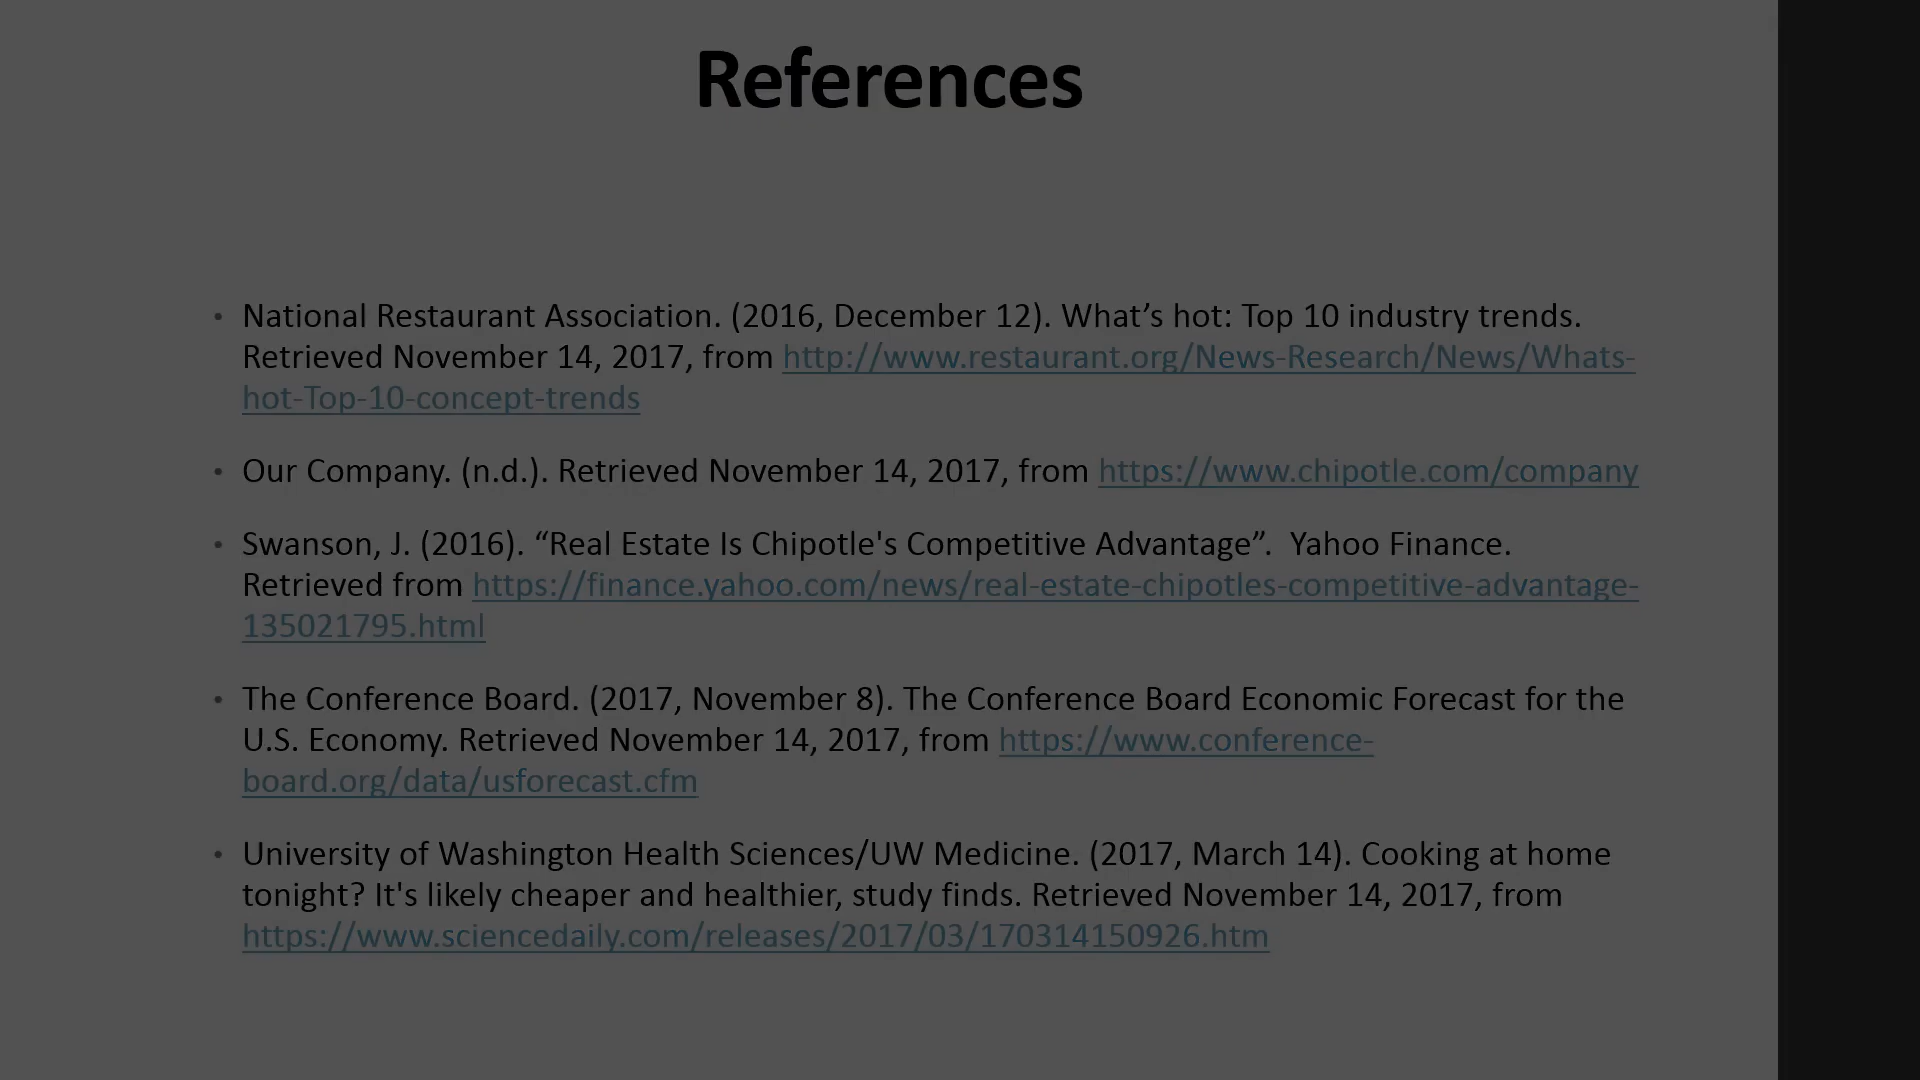 References
• National Restaurant Association. (2016, December 12). What’s hot: Top 10 industry trends.
Retrieved November 14, 2017, from http://www.restaurant.org/News-Research/News/Whats-
hot-Top-10-concept-trends
• Our Company. (n.d.). Retrieved November 14, 2017, from https://www.chipotle.com/company
• Swanson, J. (2016). “Real Estate Is Chipotle's Competitive Advantage”.  Yahoo Finance.
Retrieved from https://finance.yahoo.com/news/real-estate-chipotles-competitive-advantage-
135021795.html
• The Conference Board. (2017, November 8). The Conference Board Economic Forecast for the
U.S. Economy. Retrieved November 14, 2017, from https://www.conference-
board.org/data/usforecast.cfm
• University of Washington Health Sciences/UW Medicine. (2017, March 14). Cooking at home
tonight? It's likely cheaper and healthier, study finds. Retrieved November 14, 2017, from
https://www.sciencedaily.com/releases/2017/03/170314150926.htm